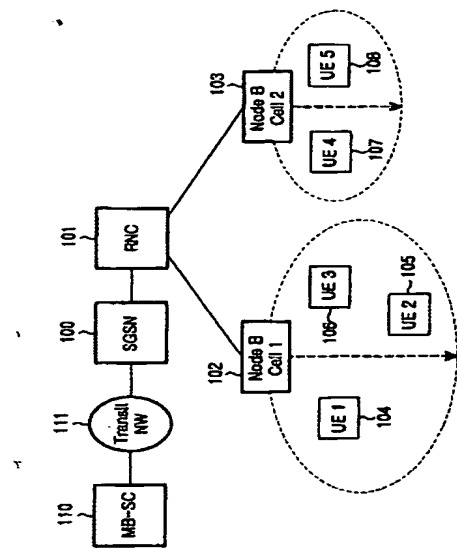 110
MB-SC
111
Transit
NW
100
SGSN
101
RNC
102
Node B
Cell 1
103
Node B
Cell 2
UE 1
104
UE 3
106
UE 2
105
UE 4
107
UE 5
108